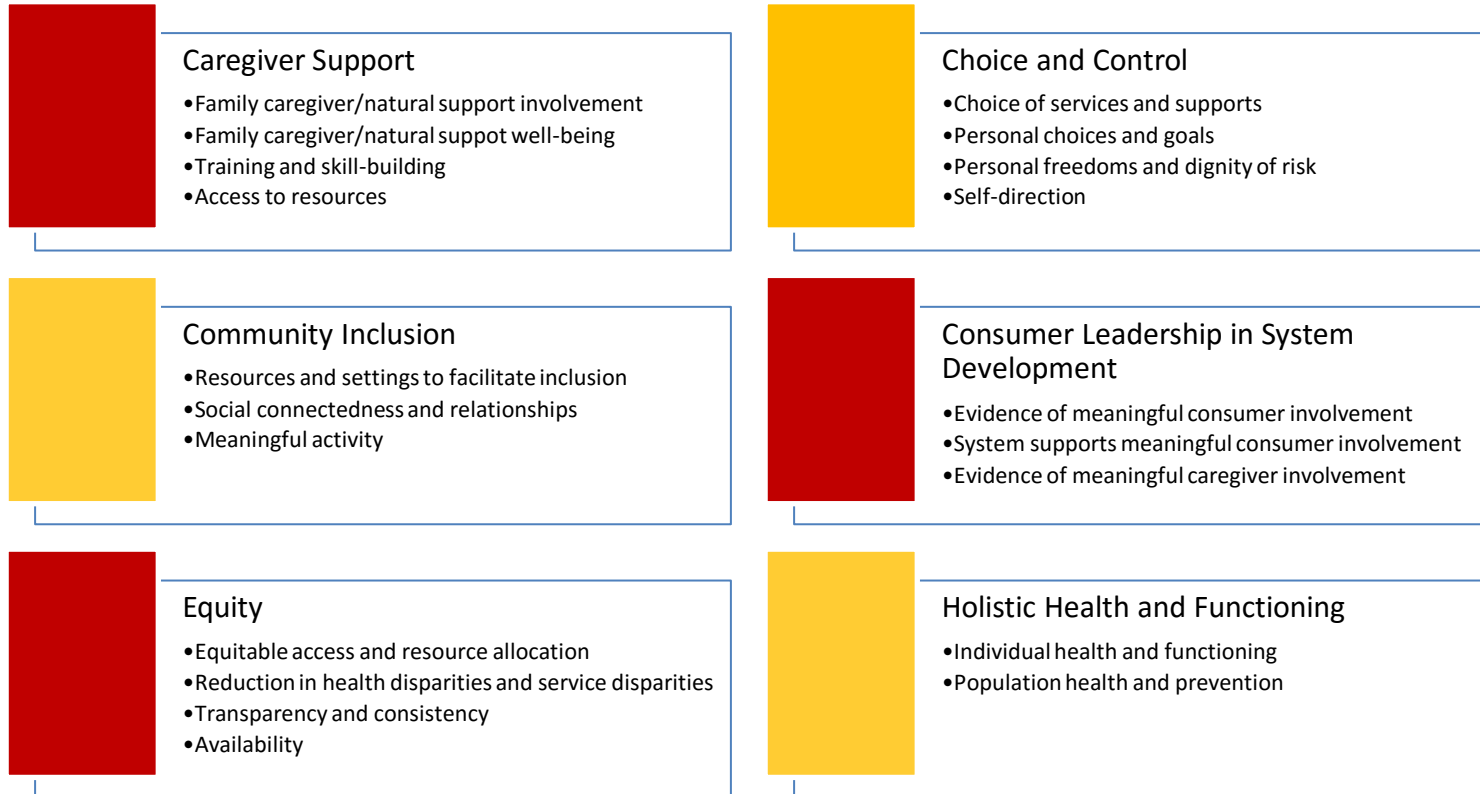 Caregiver Support
•Family caregiver/natural support involvement
•Family caregiver/natural suppot well-being
•Training and skill-building
•Access to resources
Choice and Control
•Choice of services and supports
•Personal choices and goals
•Personal freedoms and dignity of risk
•Self-direction
Community Inclusion
•Resources and settings to facilitate inclusion
•Social connectedness and relationships
•Meaningful activity
Consumer Leadership in System
Development
•Evidence of meaningful consumer involvement
•System supports meaningful consumer involvement
•Evidence of meaningful caregiver involvement
Equity
•Equitable access and resource allocation
•Reduction in health disparities and service disparities
•Transparency and consistency
•Availability
Holistic Health and Functioning
•Individual health and functioning
•Population health and prevention